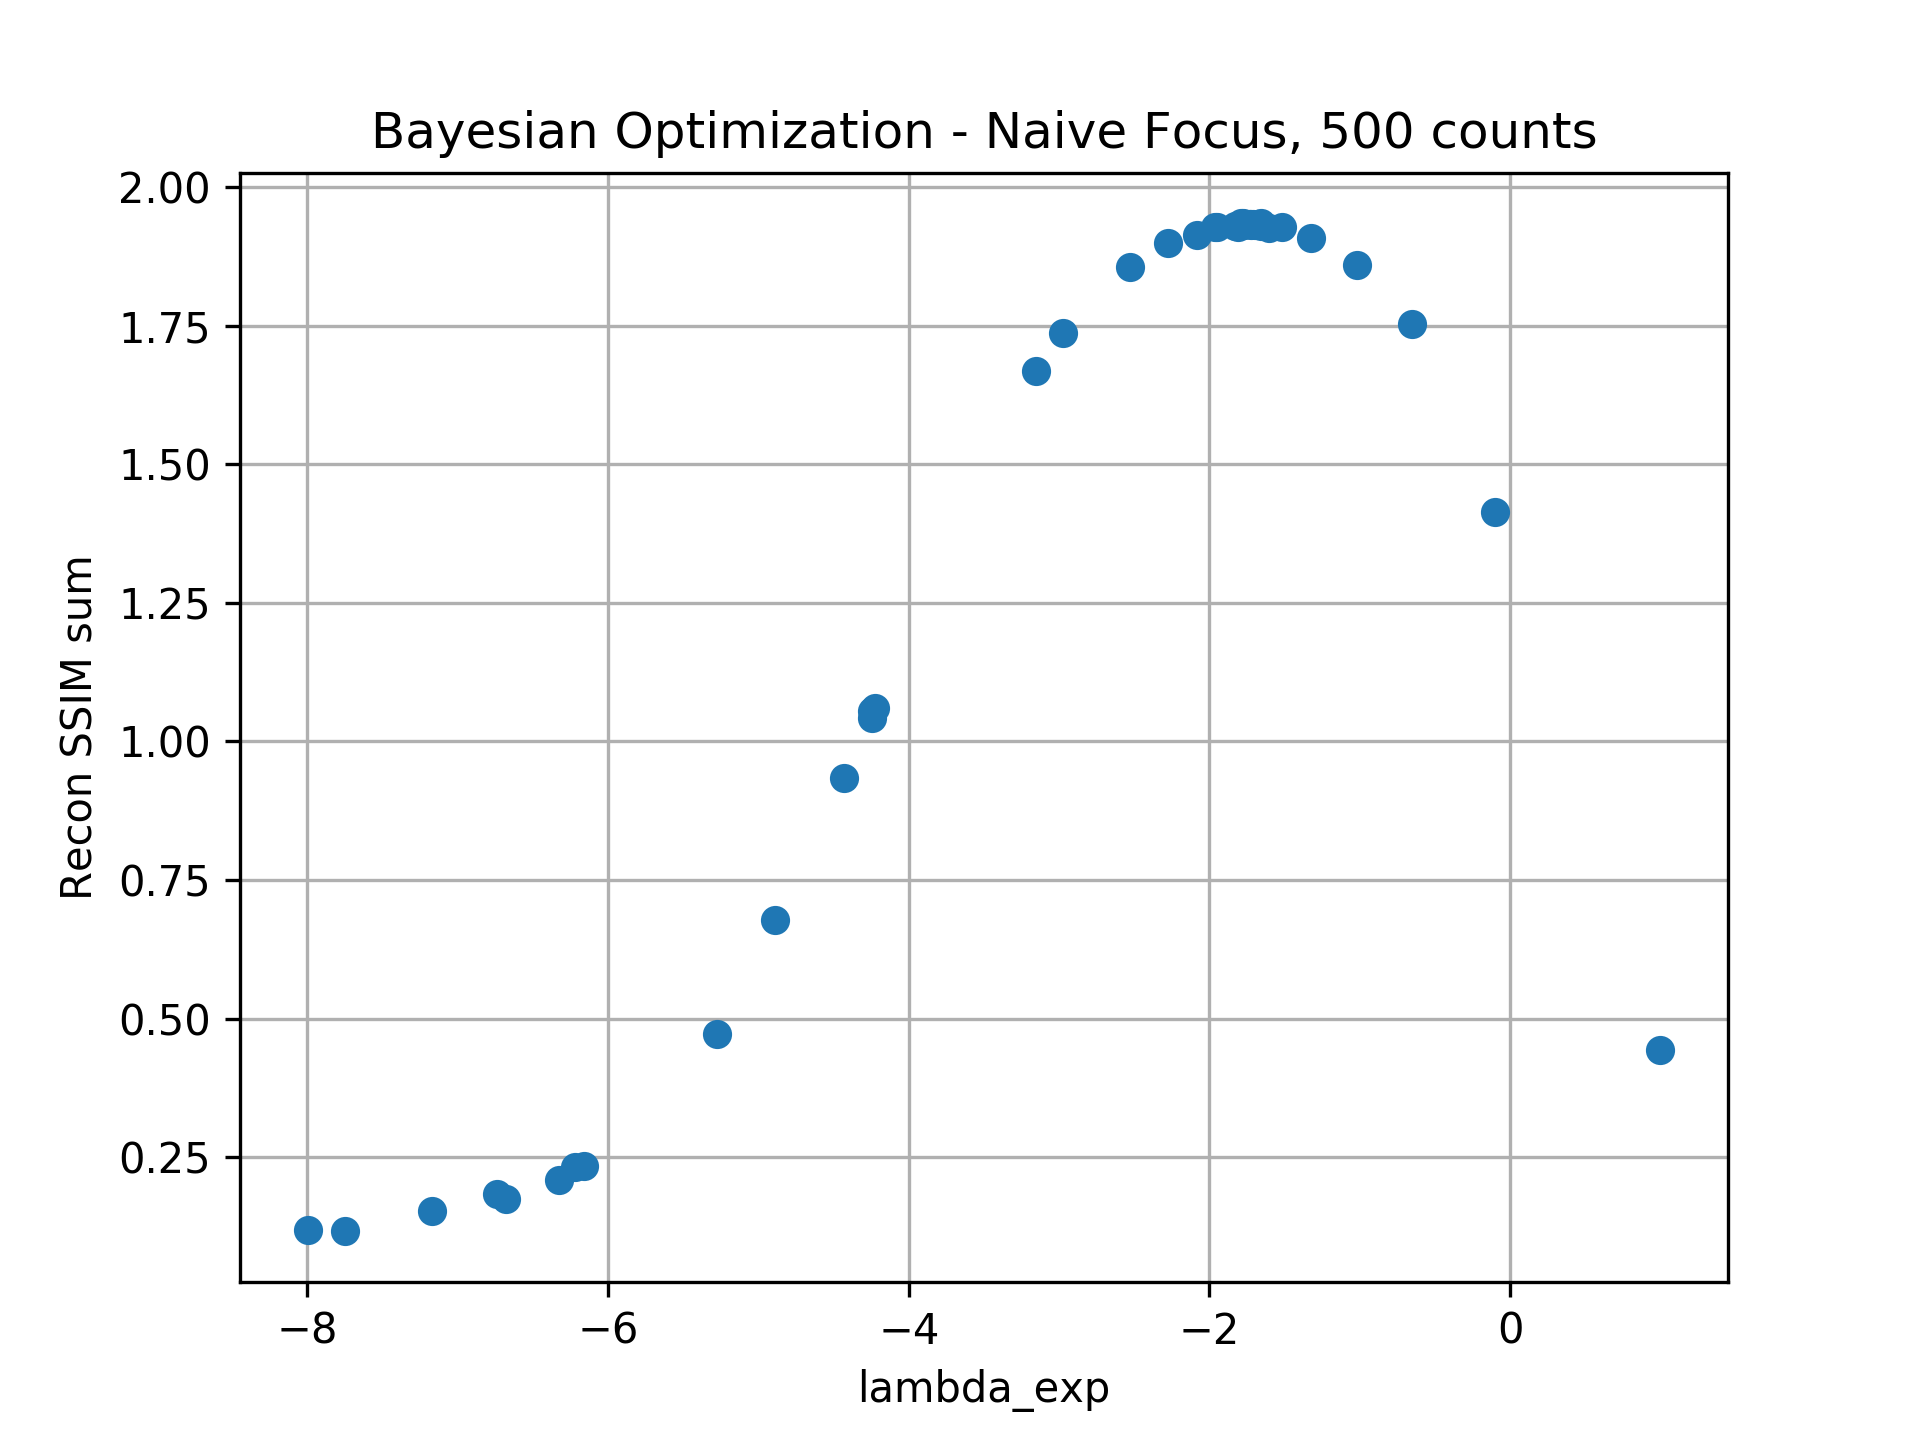 Bayesian Optimization - Naive Focus, 500 counts
2.00
1.75
1.50
1.25
1.00
0.75
0.50
0.25
Recon SSIM sum
−8 −6 −4 −2 0
lambda_exp